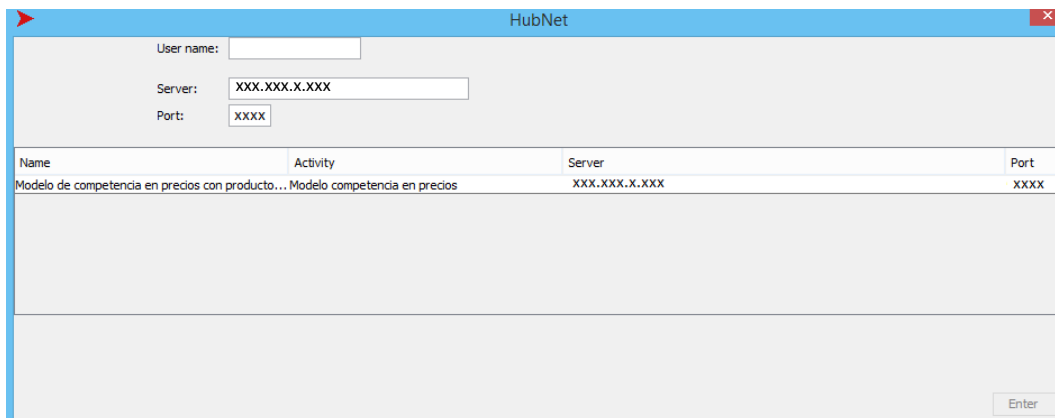 HubNet
User name:
Server: XXX.XXX.X.XXX
Port: XXXX
Name Activity Server Port
Modelo de competencia en precios con producto... Modelo competencia en precios XXX.XXX.X.XXX XXXX
Enter